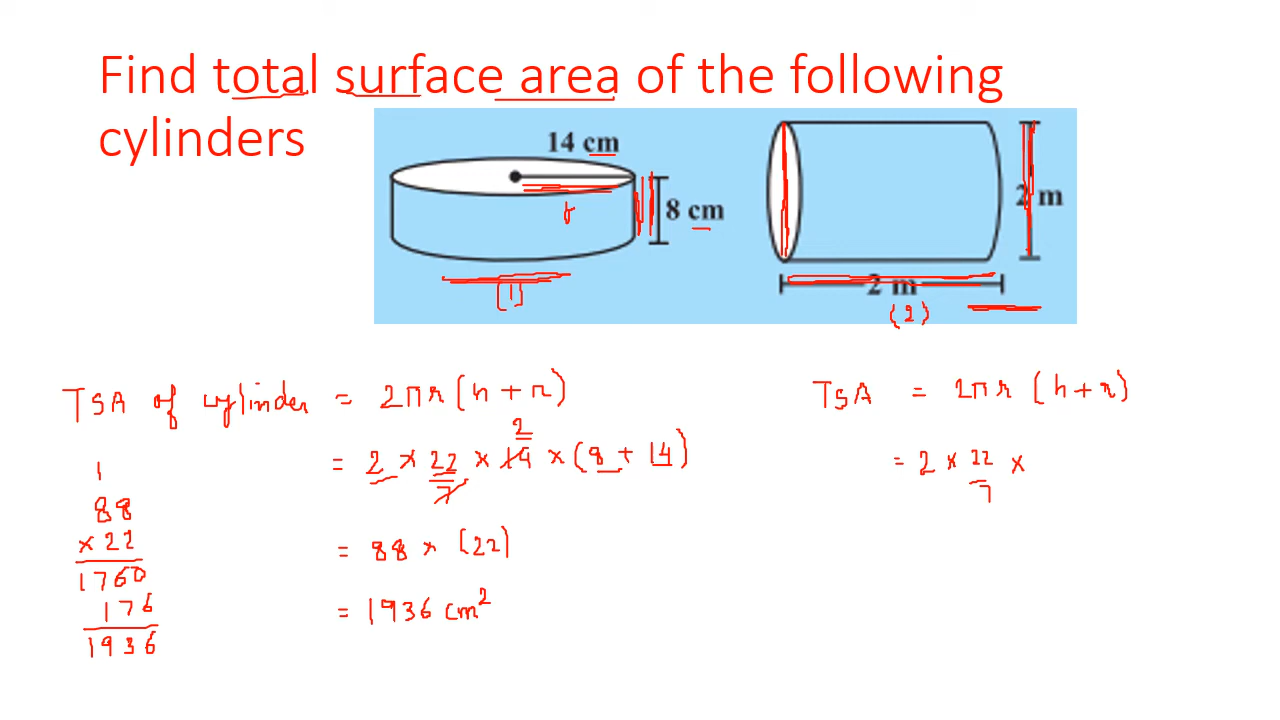 Find total surface area of the following
cylinders
14 cm
r
8 cm
(1)
2 m
2 m
(2)
TSA of cylinder = 2πr(h+r)
= 2 × 22/7 × 14 × (8 + 14)
2
= 88 × (22)
= 1936 cm²
1
88
×22
1760
176
1936
TSA = 2πr (h+r)
= 2 × 22/7 ×